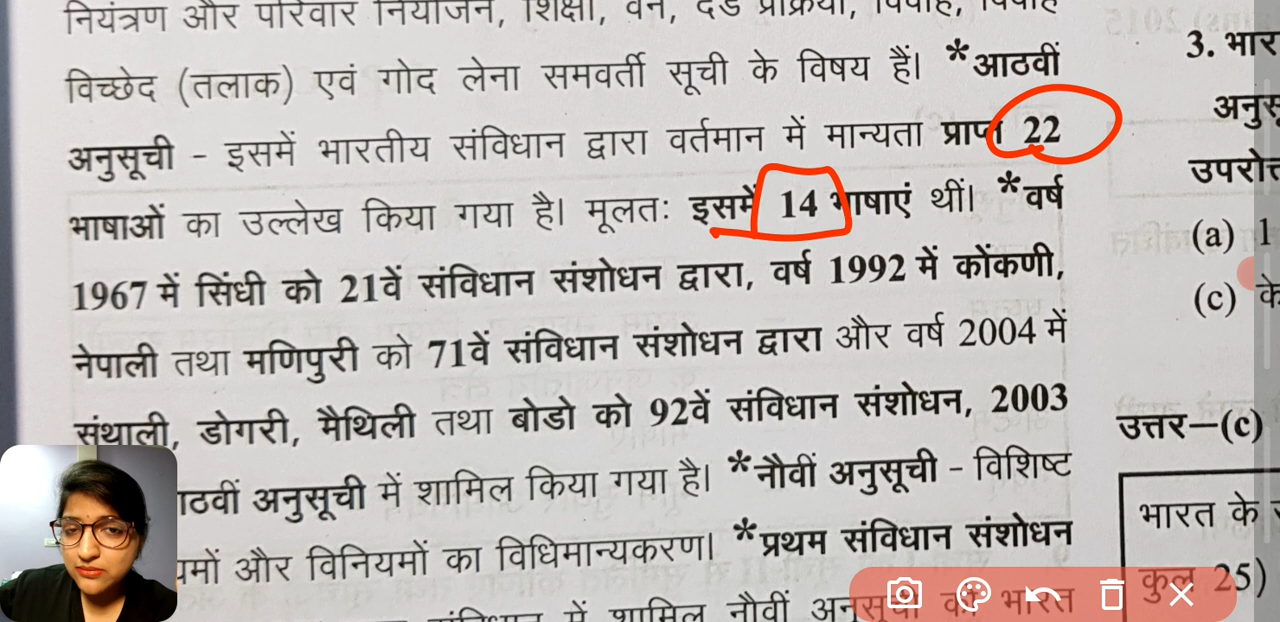 नियंत्रण और परिवार नियोजन, शिक्षा, वन, दंड प्रक्रिया, विवाह, विवाह
विच्छेद (तलाक) एवं गोद लेना समवर्ती सूची के विषय हैं। *आठवीं
अनुसूची - इसमें भारतीय संविधान द्वारा वर्तमान में मान्यता प्राप्त 22
भाषाओं का उल्लेख किया गया है। मूलतः इसमें 14 भाषाएं थीं। *वर्ष
1967 में सिंधी को 21वें संविधान संशोधन द्वारा, वर्ष 1992 में कोंकणी,
नेपाली तथा मणिपुरी को 71वें संविधान संशोधन द्वारा और वर्ष 2004 में
संथाली, डोगरी, मैथिली तथा बोडो को 92वें संविधान संशोधन, 2003
ाठवीं अनुसूची में शामिल किया गया है। *नौवीं अनुसूची - विशिष्ट
यमों और विनियमों का विधिमान्यकरण। *प्रथम संविधान संशोधन
संविधान में शामिल नौवीं अनुसूची को भारत
3. भार
अनुसू
उपरोक्त
(a) 1
(c) के
उत्तर–(c)
भारत के
कुल 25)